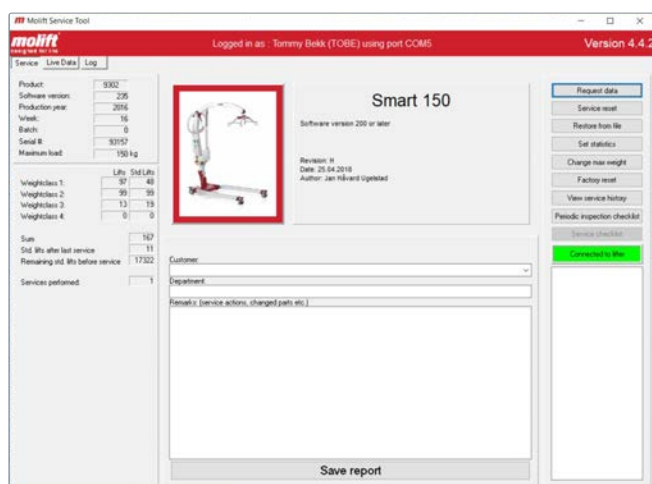 Molift Service Tool
molift
designed for life
Logged in as : Tommy Bekk (TOBE) using port COM5
Version 4.4.2
Service Live Data Log
Product: 9302
Software version: 235
Production year: 2016
Week: 16
Batch: 0
Serial #: 93157
Maximum load: 150 kg
Lifts Std Lifts
Weightclass 1: 97 48
Weightclass 2: 99 99
Weightclass 3: 13 19
Weightclass 4: 0 0
Sum 167
Std. lifts after last service 11
Remaining std. lifts before service 17322
Services performed: 1
Smart 150
Software version 200 or later
Revision: H
Date: 25.04.2018
Author: Jan Håvard Ugelstad
Customer:
Department:
Remarks: (service actions, changed parts etc.)
Save report
Request data
Service reset
Restore from file
Set statistics
Change max weight
Factory reset
View service history
Periodic inspection checklist
Service checklist
Connected to lifter